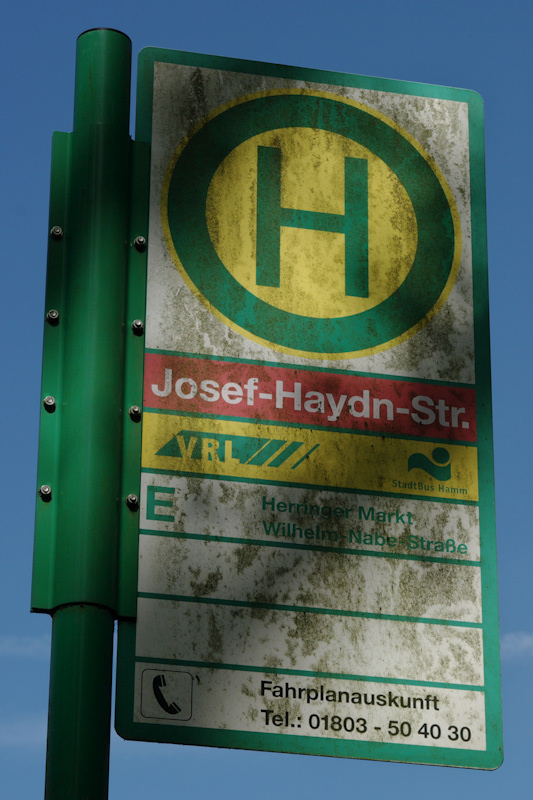 H
Josef-Haydn-Str.
VRL
StadtBus Hamm
E
Herringer Markt
Wilhelm-Nabe-Straße
Fahrplanauskunft
Tel.: 01803 - 50 40 30